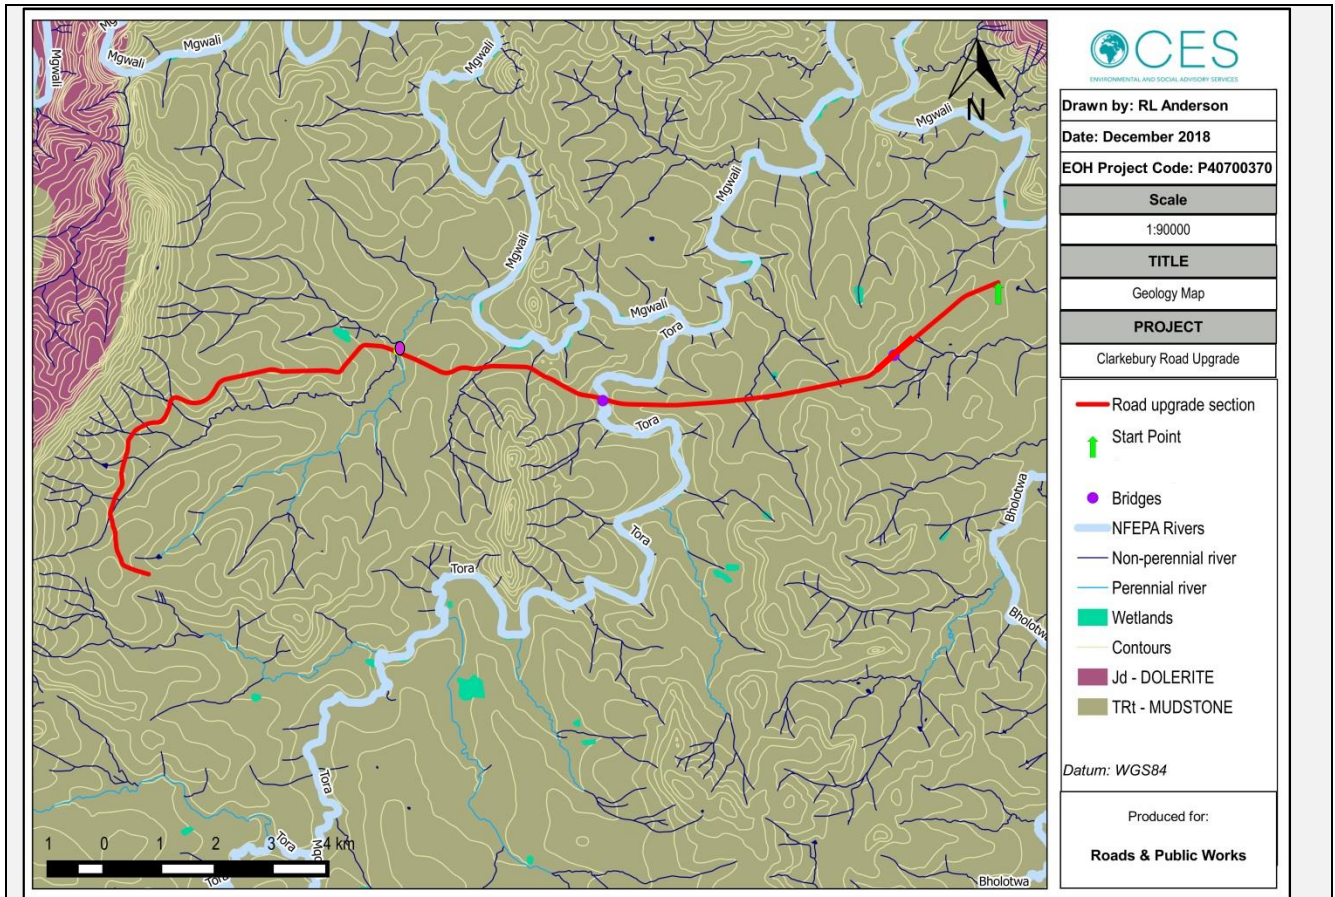 Mgwali
Mgwali
Mgwali
Mgwali
Mgwali
Mgwali
Mgwali
Mgwali
N
Tora
Tora
Tora
Tora
Tora
Tora
Tora
Bholotwa
Bholotwa
Bholotwa
1 0 1 2 3 4 km
CES
ENVIRONMENTAL AND SOCIAL ADVISORY SERVICES
Drawn by: RL Anderson
Date: December 2018
EOH Project Code: P40700370
Scale
1:90000
TITLE
Geology Map
PROJECT
Clarkebury Road Upgrade
Road upgrade section
Start Point
Bridges
NFEPA Rivers
Non-perennial river
Perennial river
Wetlands
Contours
Jd - DOLERITE
TRt - MUDSTONE
Datum: WGS84
Produced for:
Roads & Public Works